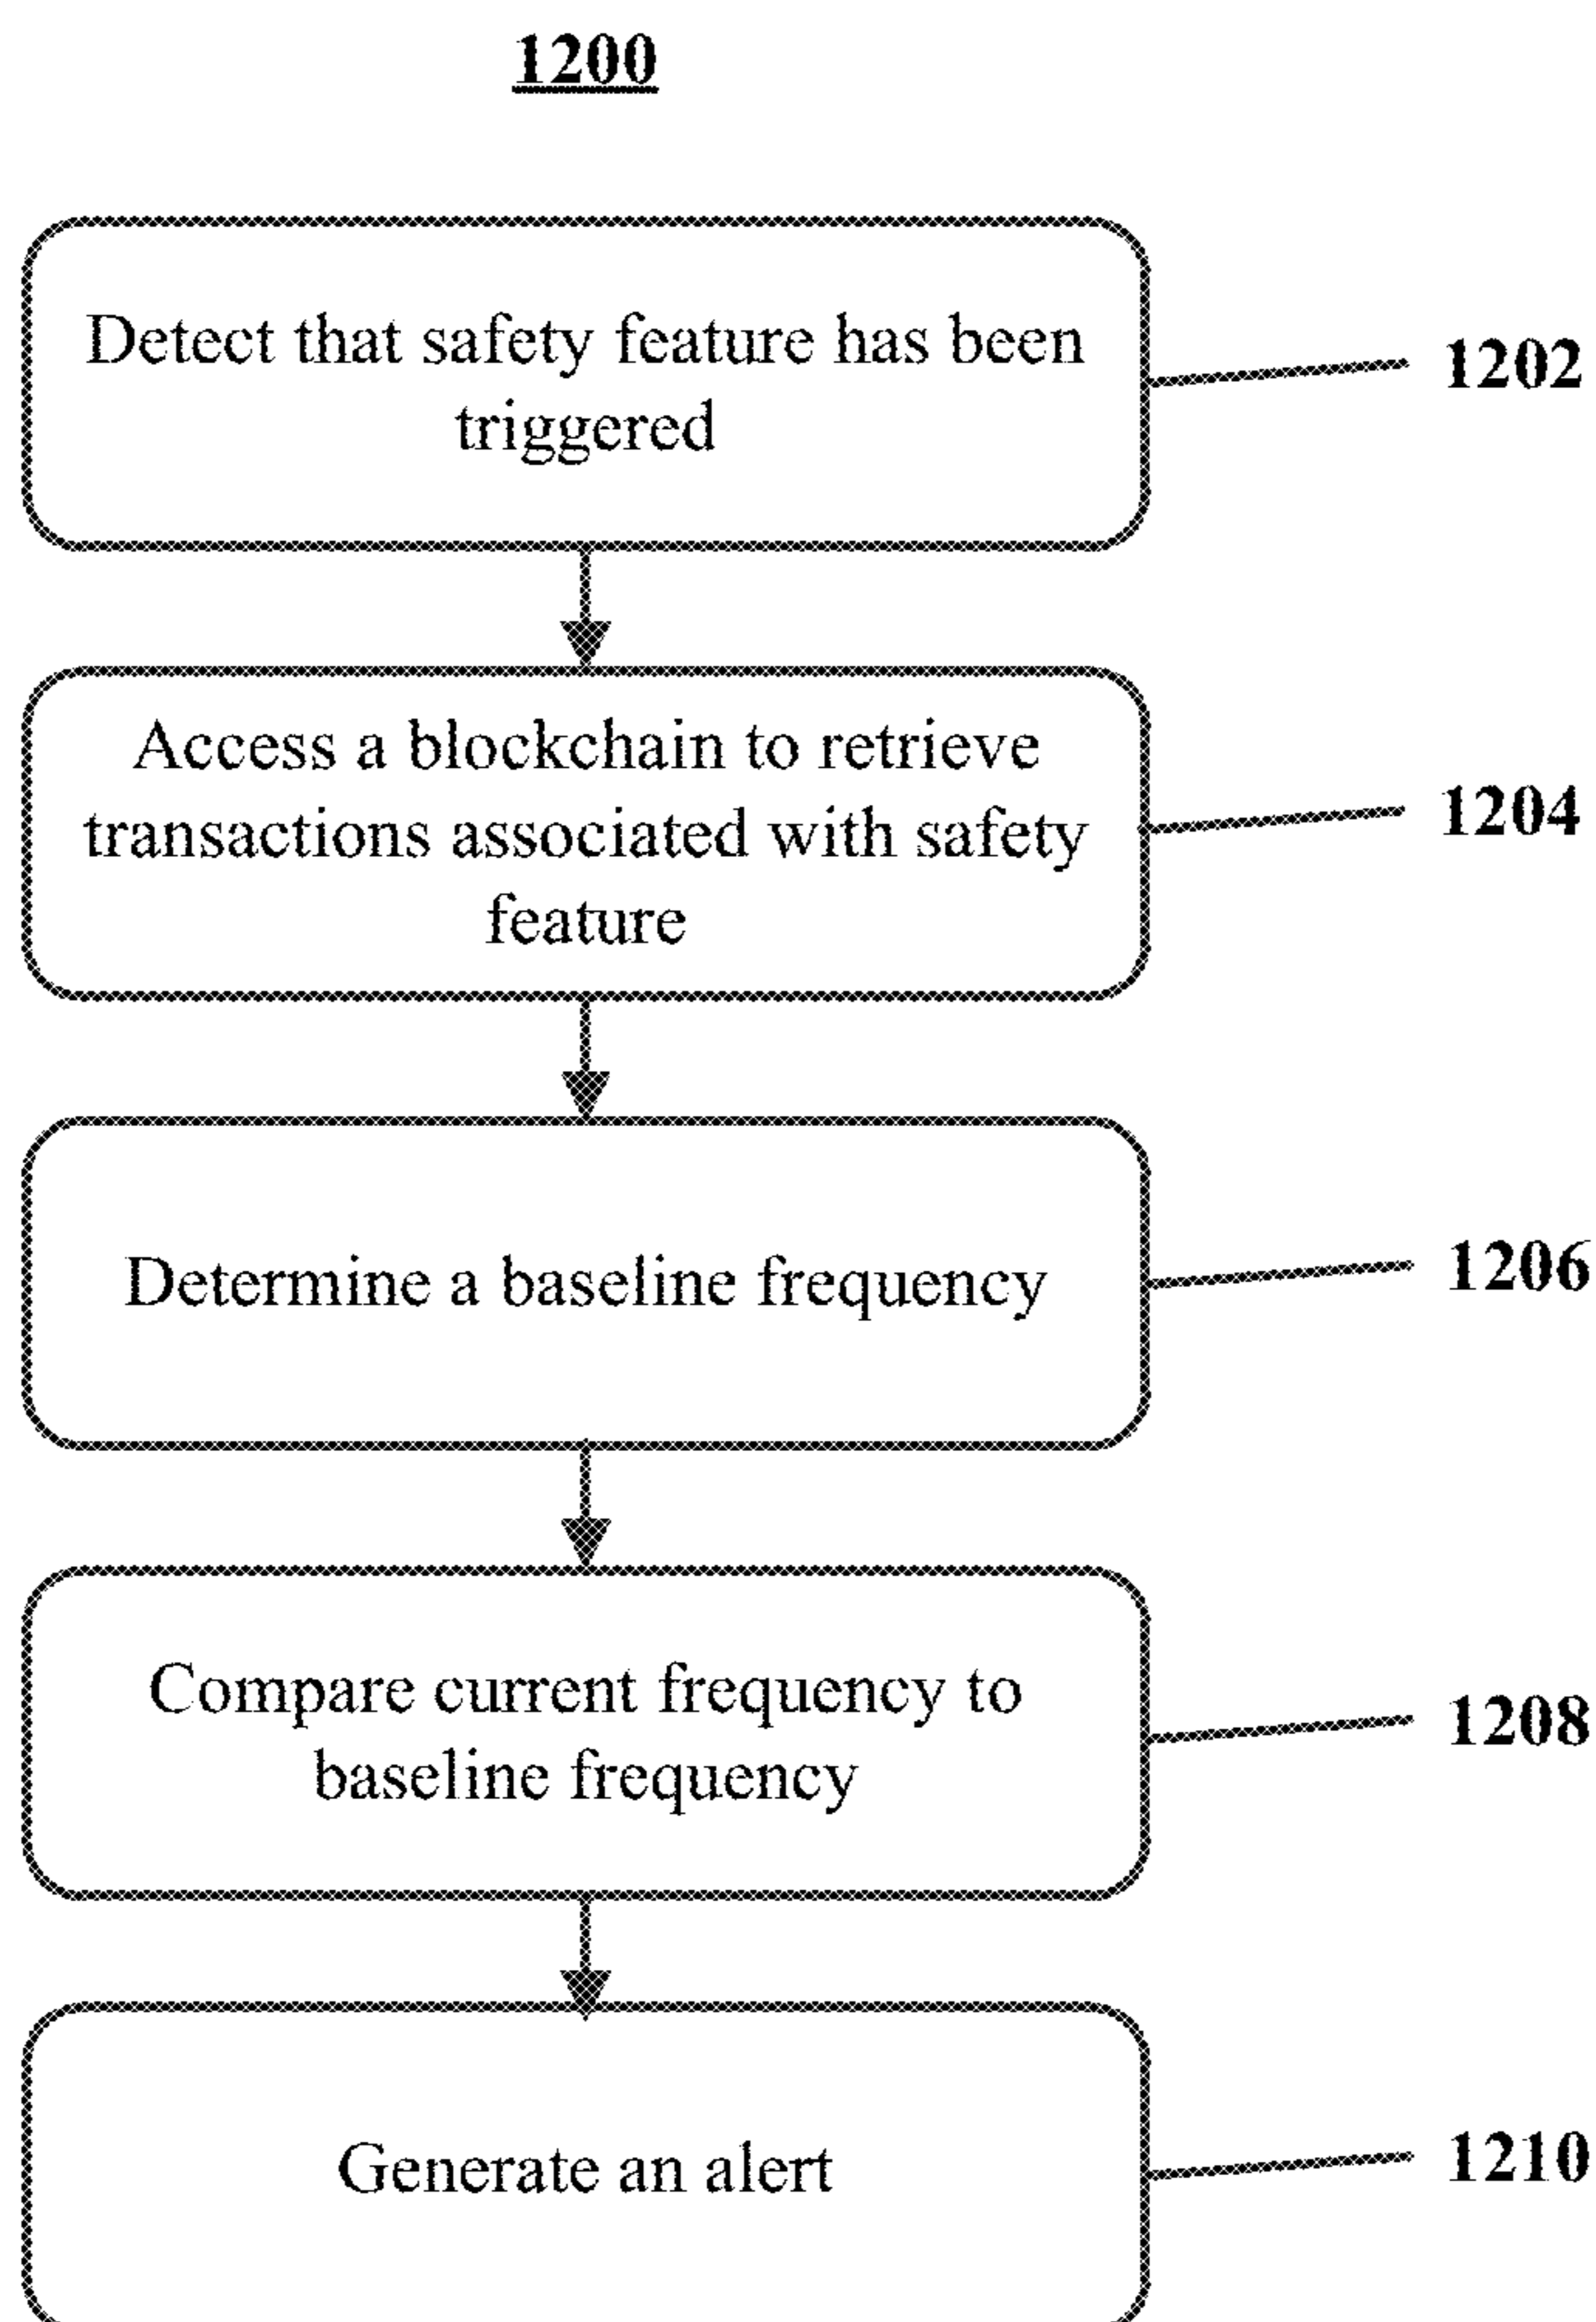 1200
Detect that safety feature has been
triggered
1202
Access a blockchain to retrieve
transactions associated with safety
feature
1204
Determine a baseline frequency
1206
Compare current frequency to
baseline frequency
1208
Generate an alert
1210